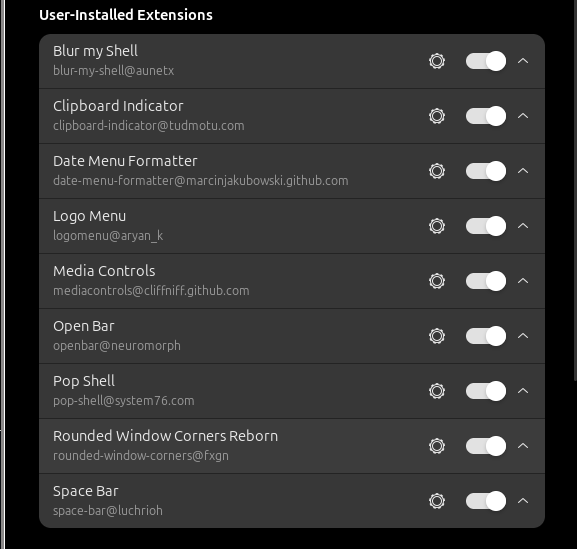 User-Installed Extensions
Blur my Shell
blur-my-shell@aunetx
Clipboard Indicator
clipboard-indicator@tudmotu.com
Date Menu Formatter
date-menu-formatter@marcinjakubowski.github.com
Logo Menu
logomenu@aryan_k
Media Controls
mediacontrols@cliffniff.github.com
Open Bar
openbar@neuromorph
Pop Shell
pop-shell@system76.com
Rounded Window Corners Reborn
rounded-window-corners@fxgn
Space Bar
space-bar@luchrioh